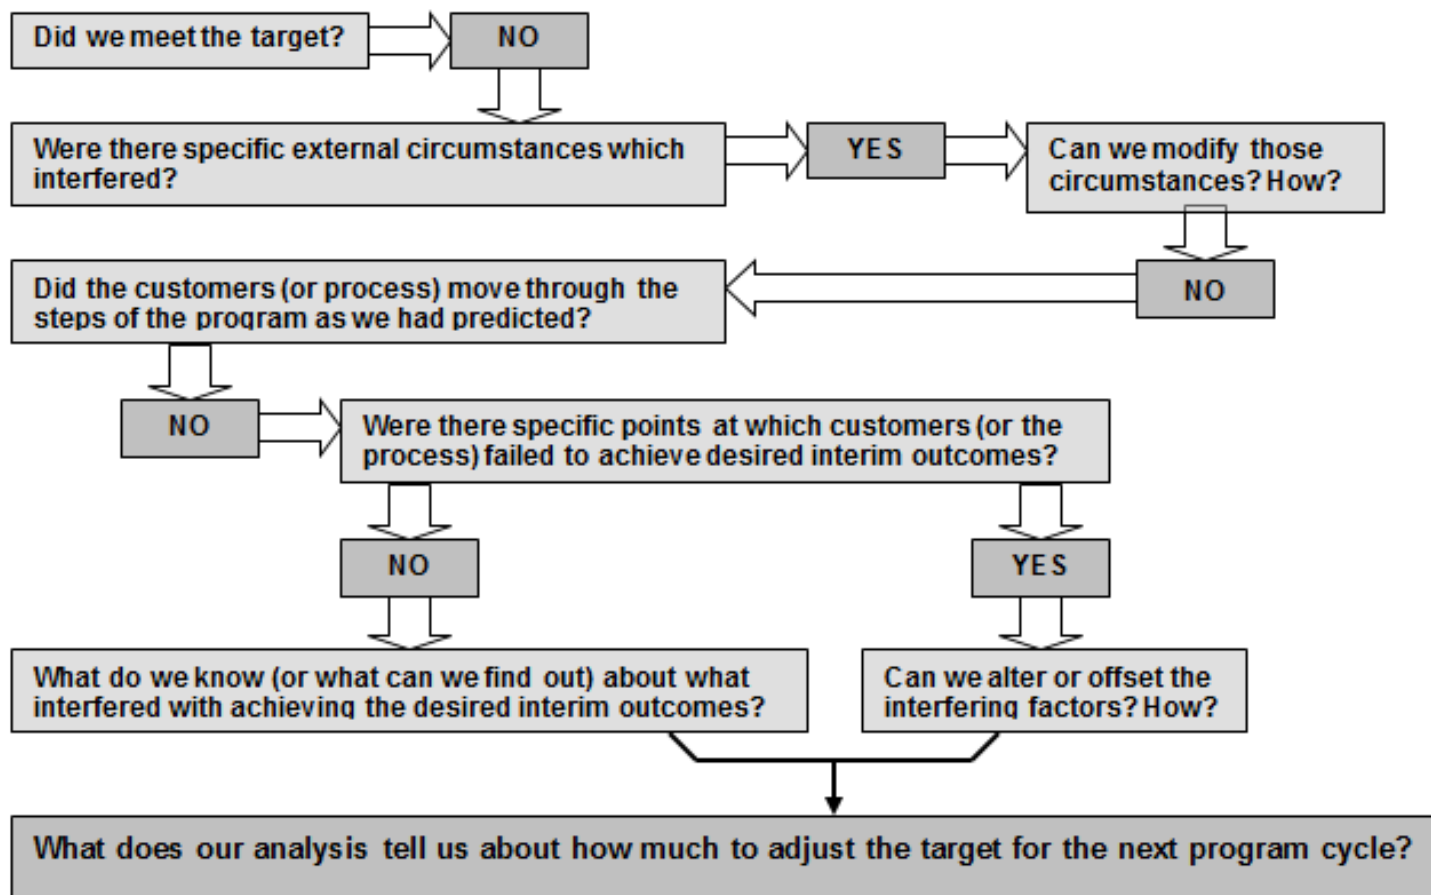 Did we meet the target?
NO
Were there specific external circumstances which
interfered?
YES
Can we modify those
circumstances? How?
NO
Did the customers (or process) move through the
steps of the program as we had predicted?
NO
Were there specific points at which customers (or the
process) failed to achieve desired interim outcomes?
NO
YES
What do we know (or what can we find out) about what
interfered with achieving the desired interim outcomes?
Can we alter or offset the
interfering factors? How?
What does our analysis tell us about how much to adjust the target for the next program cycle?